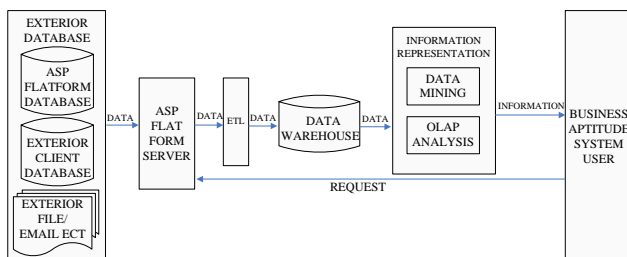 EXTERIOR
DATABASE
ASP
FLATFORM
DATABASE
EXTERIOR
CLIENT
DATABASE
EXTERIOR
FILE/
EMAIL ECT
DATA
ASP
FLAT
FORM
SERVER
DATA
ETL
DATA
DATA
WAREHOUSE
DATA
INFORMATION
REPRESENTATION
DATA
MINING
OLAP
ANALYSIS
INFORMATION
BUSINESS
APTITUDE
SYSTEM
USER
REQUEST